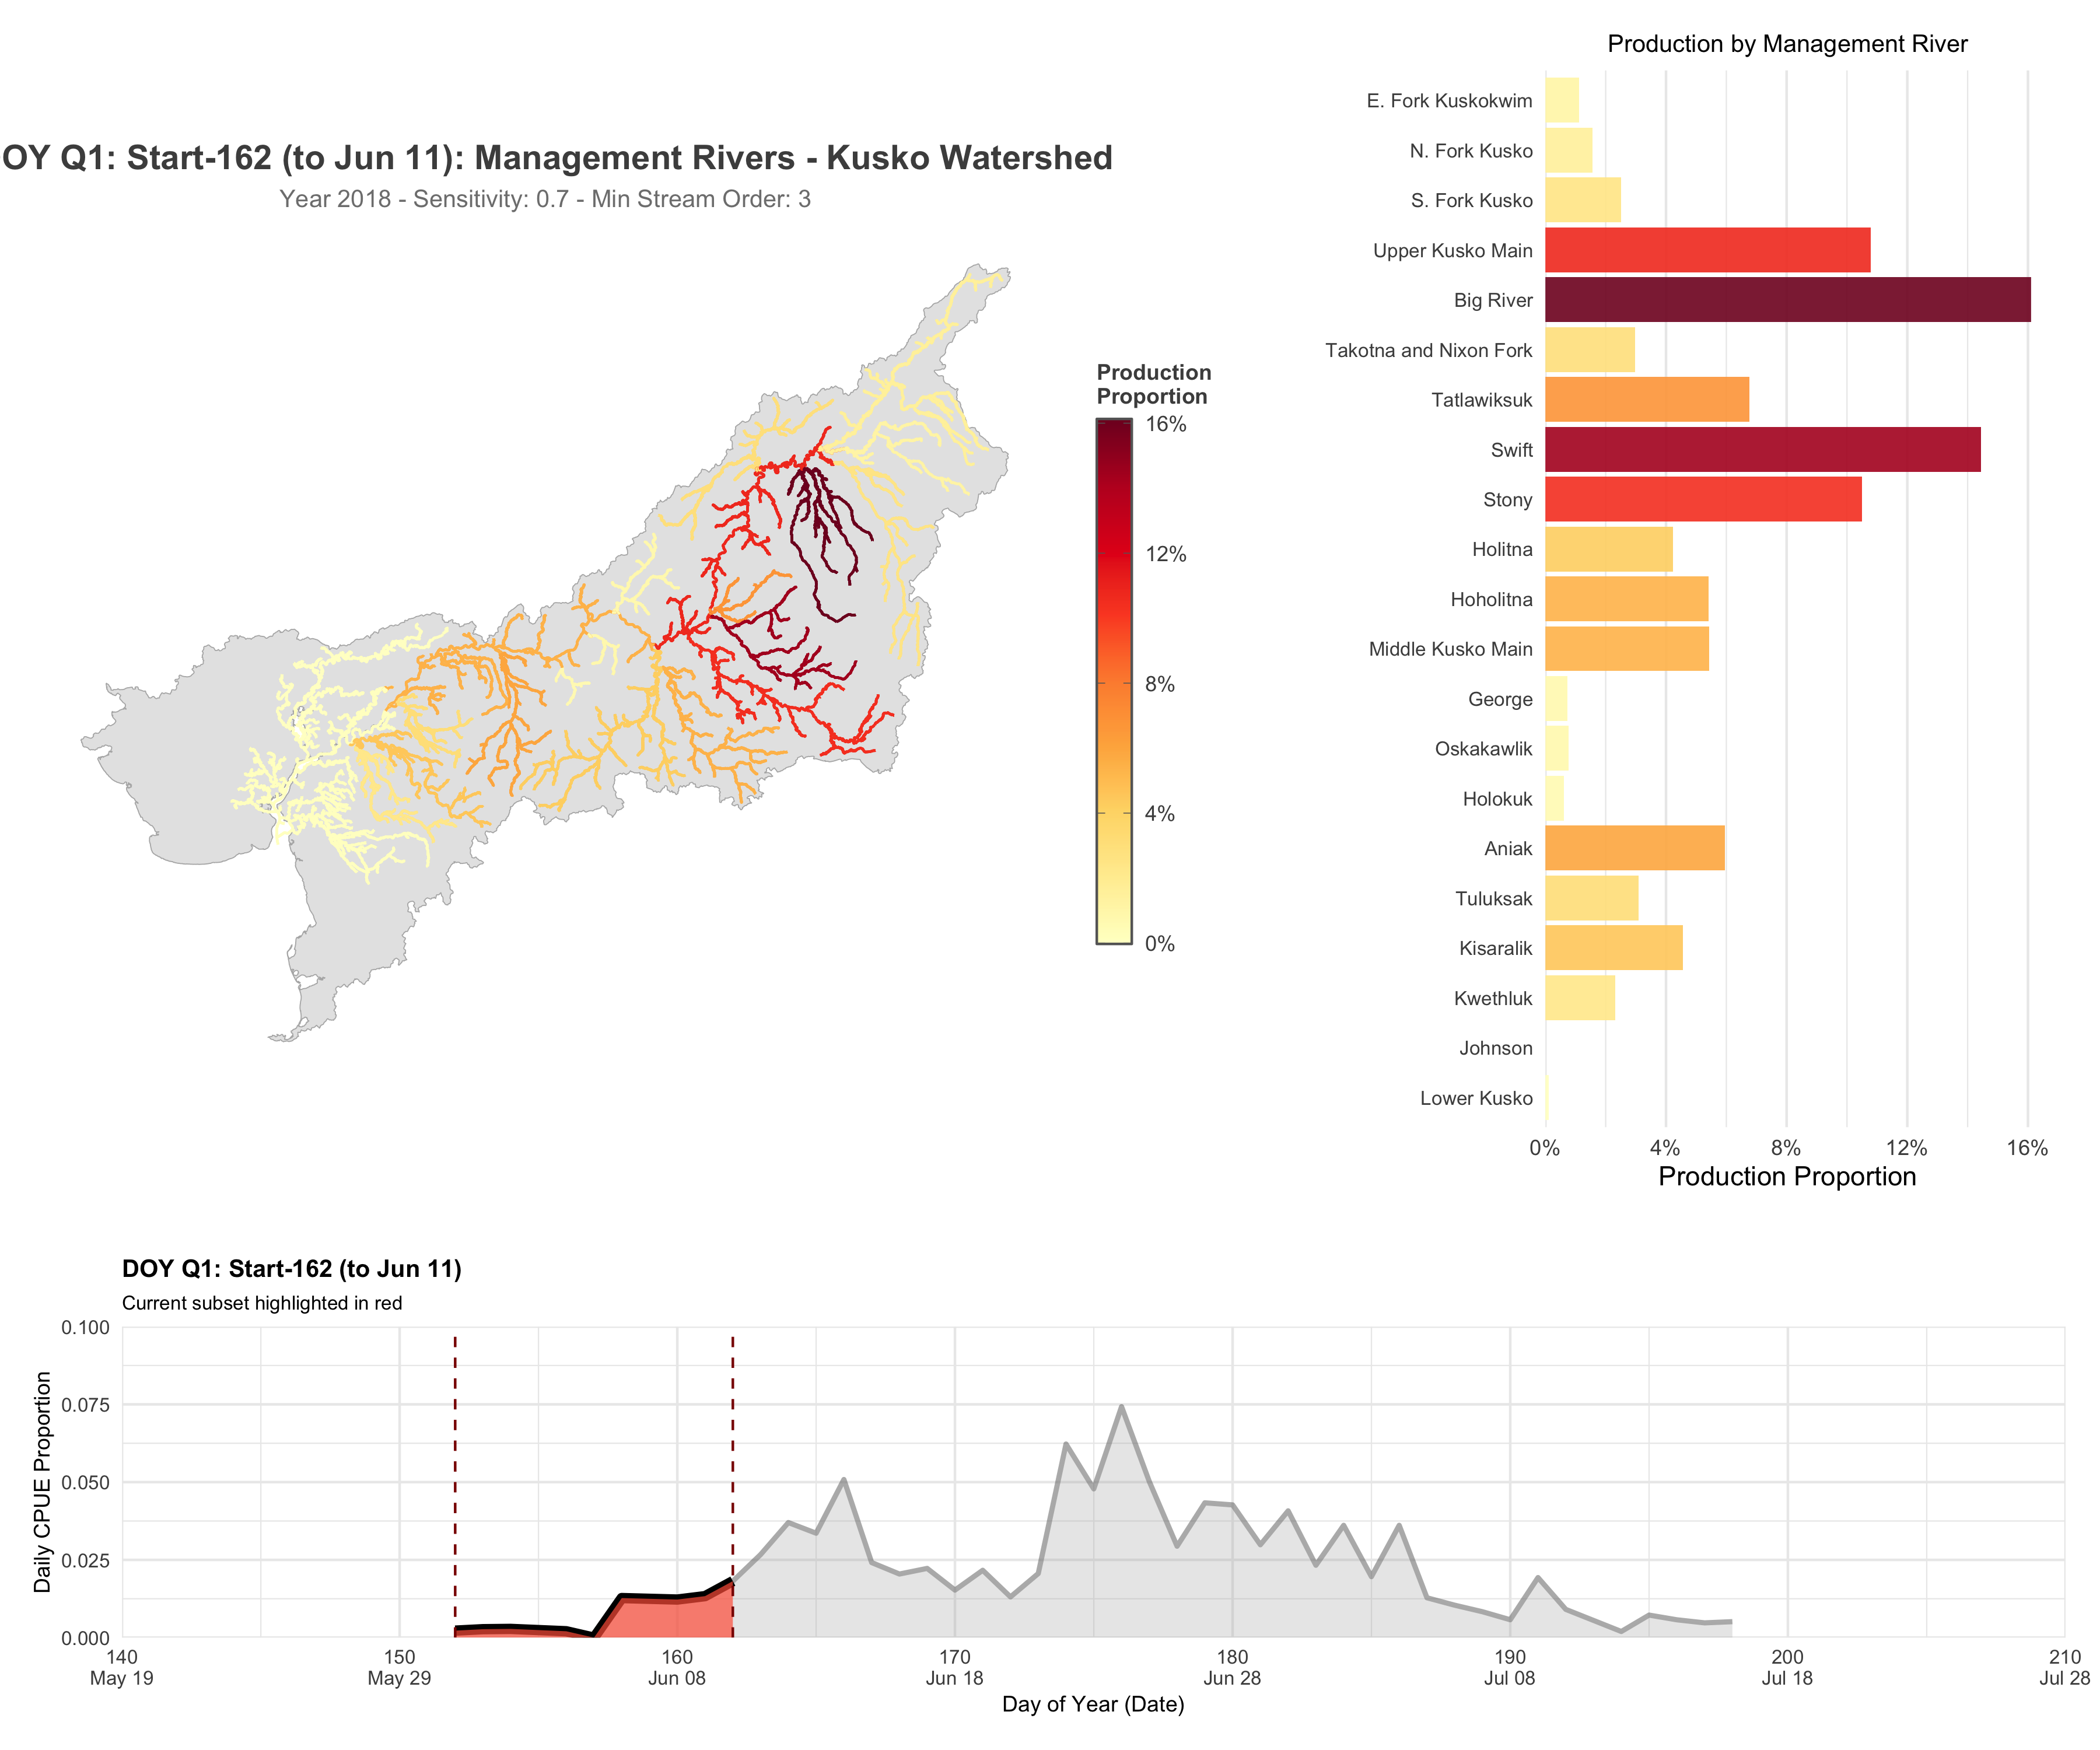 OY Q1: Start-162 (to Jun 11): Management Rivers - Kusko Watershed
Year 2018 - Sensitivity: 0.7 - Min Stream Order: 3
Production
Proportion
16%
12%
8%
4%
0%
Production by Management River
E. Fork Kuskokwim
N. Fork Kusko
S. Fork Kusko
Upper Kusko Main
Big River
Takotna and Nixon Fork
Tatlawiksuk
Swift
Stony
Holitna
Hoholitna
Middle Kusko Main
George
Oskakawlik
Holokuk
Aniak
Tuluksak
Kisaralik
Kwethluk
Johnson
Lower Kusko
0% 4% 8% 12% 16%
Production Proportion
DOY Q1: Start-162 (to Jun 11)
Current subset highlighted in red
Daily CPUE Proportion
0.100
0.075
0.050
0.025
0.000
140 150 160 170 180 190 200 210
May 19 May 29 Jun 08 Jun 18 Jun 28 Jul 08 Jul 18 Jul 28
Day of Year (Date)